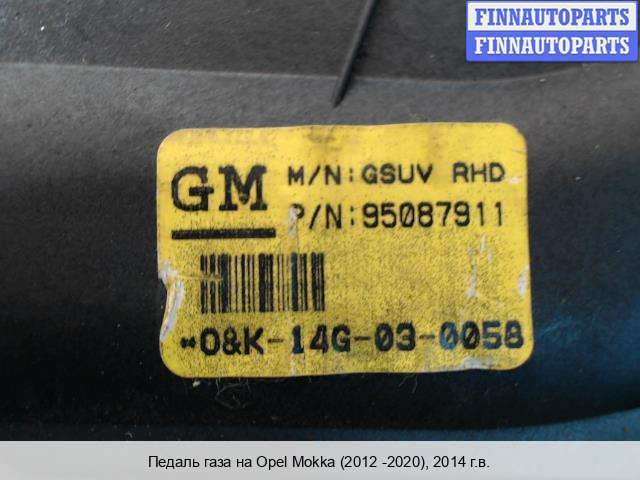 FINNAUTOPARTS
FINNAUTOPARTS
GM M/N:GSUV RHD
P/N:95087911
-O&K-14G-03-0058
Педаль газа на Opel Mokka (2012 -2020), 2014 г.в.